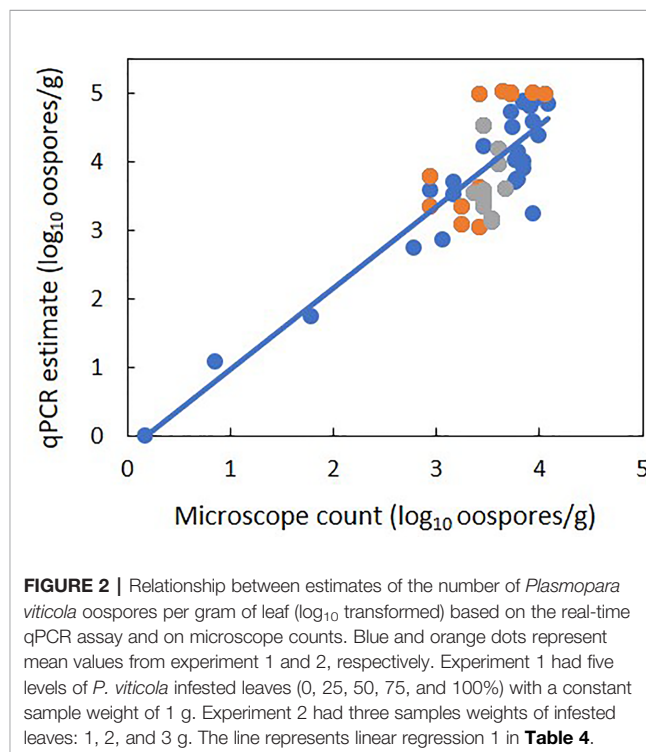 qPCR estimate (log10 oospores/g)
5
4
3
2
1
0
0 1 2 3 4 5
Microscope count (log10 oospores/g)
FIGURE 2 | Relationship between estimates of the number of Plasmopara
viticola oospores per gram of leaf (log10 transformed) based on the real-time
qPCR assay and on microscope counts. Blue and orange dots represent
mean values from experiment 1 and 2, respectively. Experiment 1 had five
levels of P. viticola infested leaves (0, 25, 50, 75, and 100%) with a constant
sample weight of 1 g. Experiment 2 had three samples weights of infested
leaves: 1, 2, and 3 g. The line represents linear regression 1 in Table 4.